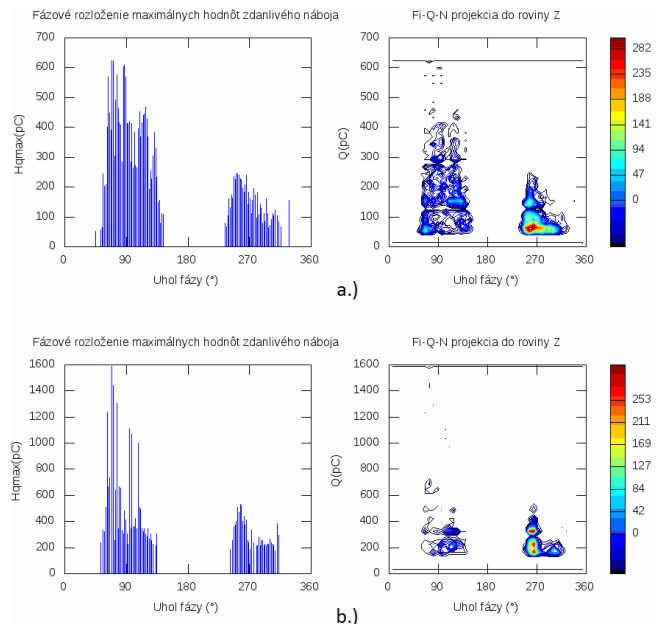 Fázové rozloženie maximálnych hodnôt zdanlivého náboja
Hqmax(pC)
700
600
500
400
300
200
100
0
0 90 180 270 360
Uhol fázy (°)
Fi-Q-N projekcia do roviny Z
Q(pC)
700
600
500
400
300
200
100
0
0 90 180 270 360
Uhol fázy (°)
282
235
188
141
94
47
0
a.)
Fázové rozloženie maximálnych hodnôt zdanlivého náboja
Hqmax(pC)
1600
1400
1200
1000
800
600
400
200
0
0 90 180 270 360
Uhol fázy (°)
Fi-Q-N projekcia do roviny Z
Q(pC)
1600
1400
1200
1000
800
600
400
200
0
0 90 180 270 360
Uhol fázy (°)
253
211
169
127
84
42
0
b.)